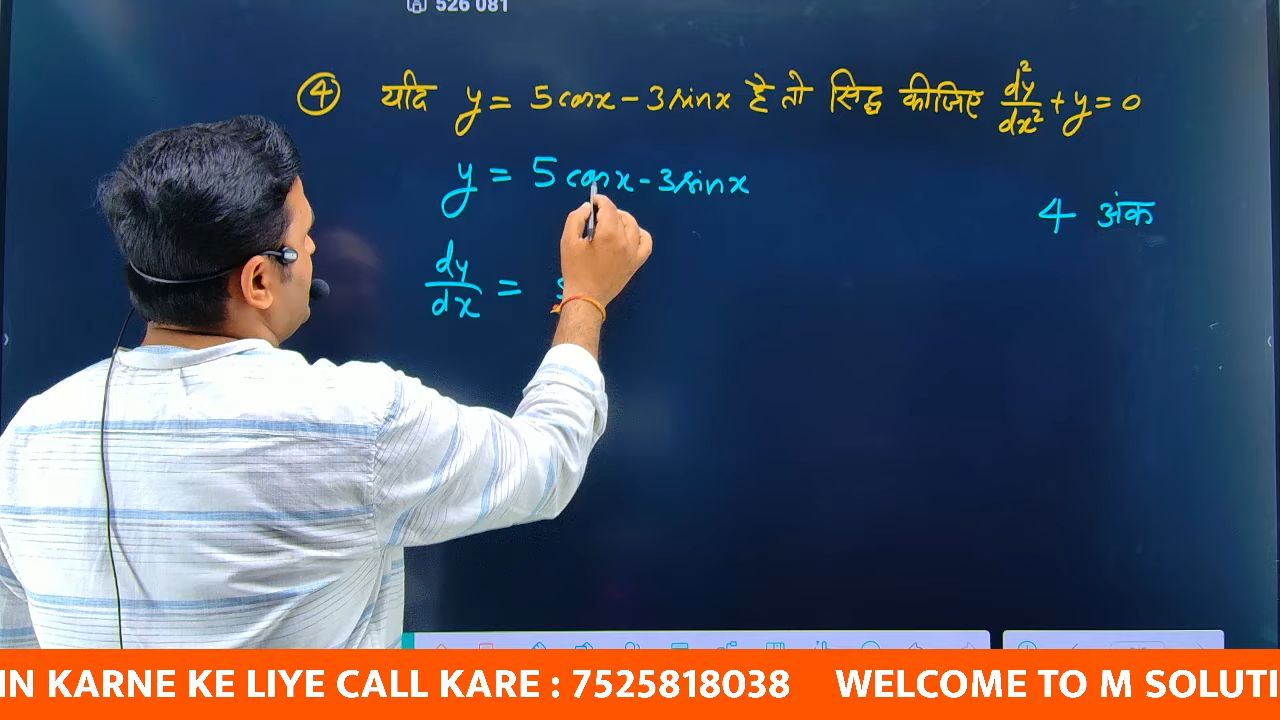 526 081
④ यदि y = 5cosx - 3sinx है तो सिद्ध कीजिए d²y/dx² + y = 0
y = 5cosx - 3sinx
4 अंक
dy/dx =
IN KARNE KE LIYE CALL KARE : 7525818038 WELCOME TO M SOLUTI